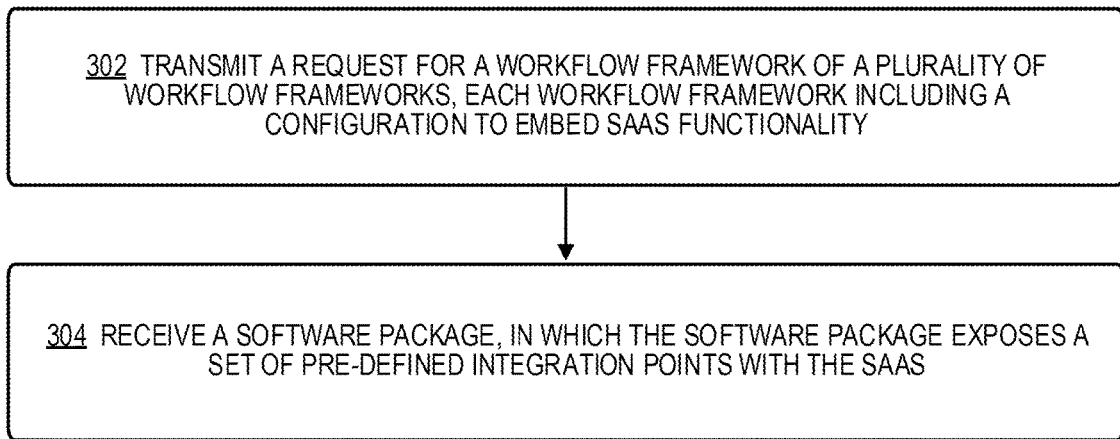 302 TRANSMIT A REQUEST FOR A WORKFLOW FRAMEWORK OF A PLURALITY OF
WORKFLOW FRAMEWORKS, EACH WORKFLOW FRAMEWORK INCLUDING A
CONFIGURATION TO EMBED SAAS FUNCTIONALITY
304 RECEIVE A SOFTWARE PACKAGE, IN WHICH THE SOFTWARE PACKAGE EXPOSES A
SET OF PRE-DEFINED INTEGRATION POINTS WITH THE SAAS